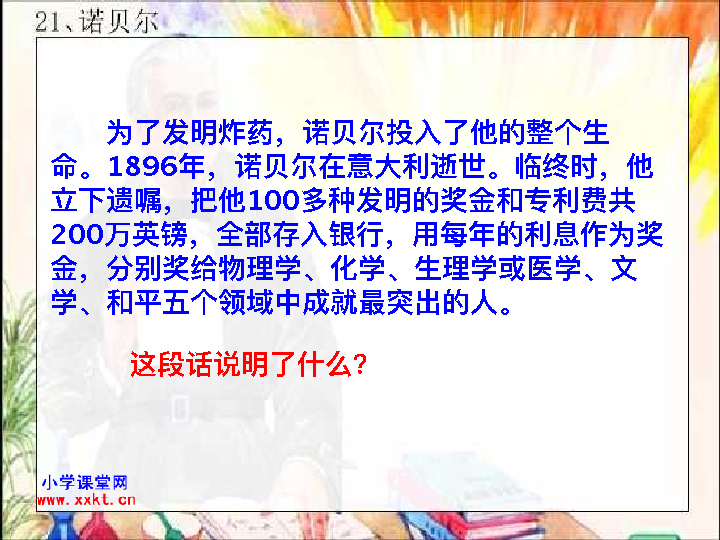 21、诺贝尔
为了发明炸药，诺贝尔投入了他的整个生
命。1896年，诺贝尔在意大利逝世。临终时，他
立下遗嘱，把他100多种发明的奖金和专利费共
200万英镑，全部存入银行，用每年的利息作为奖
金，分别奖给物理学、化学、生理学或医学、文
学、和平五个领域中成就最突出的人。
这段话说明了什么?
小学课堂网
www.xxkt.cn